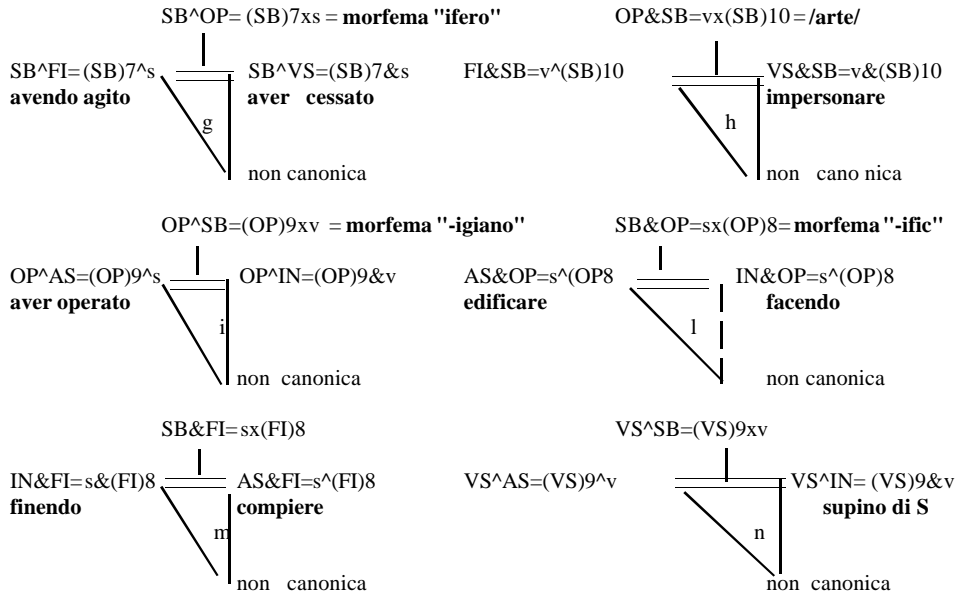 SB^OP= (SB)7xs = morfema "ifero"
OP&SB=vx(SB)10=/arte/
SB^FI=(SB)7^s
SB^VS=(SB)7&s
FI&SB=v^(SB)10
VS&SB=v&(SB)10
avendo agito
aver cessato
impersonare
g
h
non canonica
non cano nica
OP^SB=(OP)9xv = morfema "-igiano"
SB&OP=sx(OP)8= morfema "-ific"
OP^AS=(OP)9^s
OP^IN=(OP)9&v
AS&OP=s^(OP8
IN&OP=s^(OP)8
aver operato
edificare
facendo
i
l
non canonica
non canonica
SB&FI=sx(FI)8
VS^SB=(VS)9xv
IN&FI=s&(FI)8
AS&FI=s^(FI)8
VS^AS=(VS)9^v
VS^IN= (VS)9&v
finendo
compiere
supino di S
m
n
non canonica
non canonica